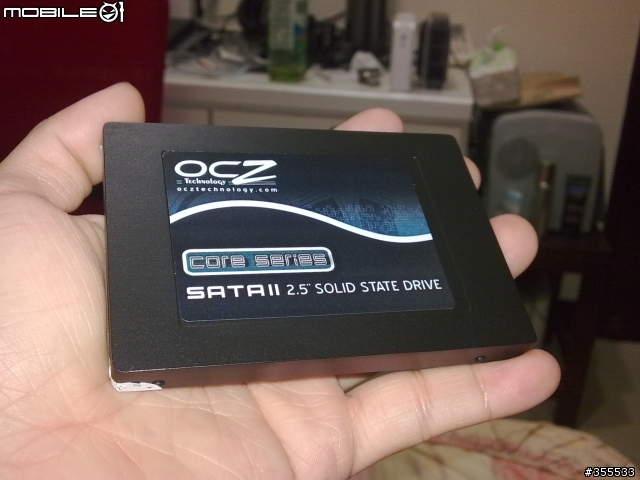 MOBILE01
OCZ
Technology
ocztechnology.com
core series
SATA II 2.5" SOLID STATE DRIVE
#355533